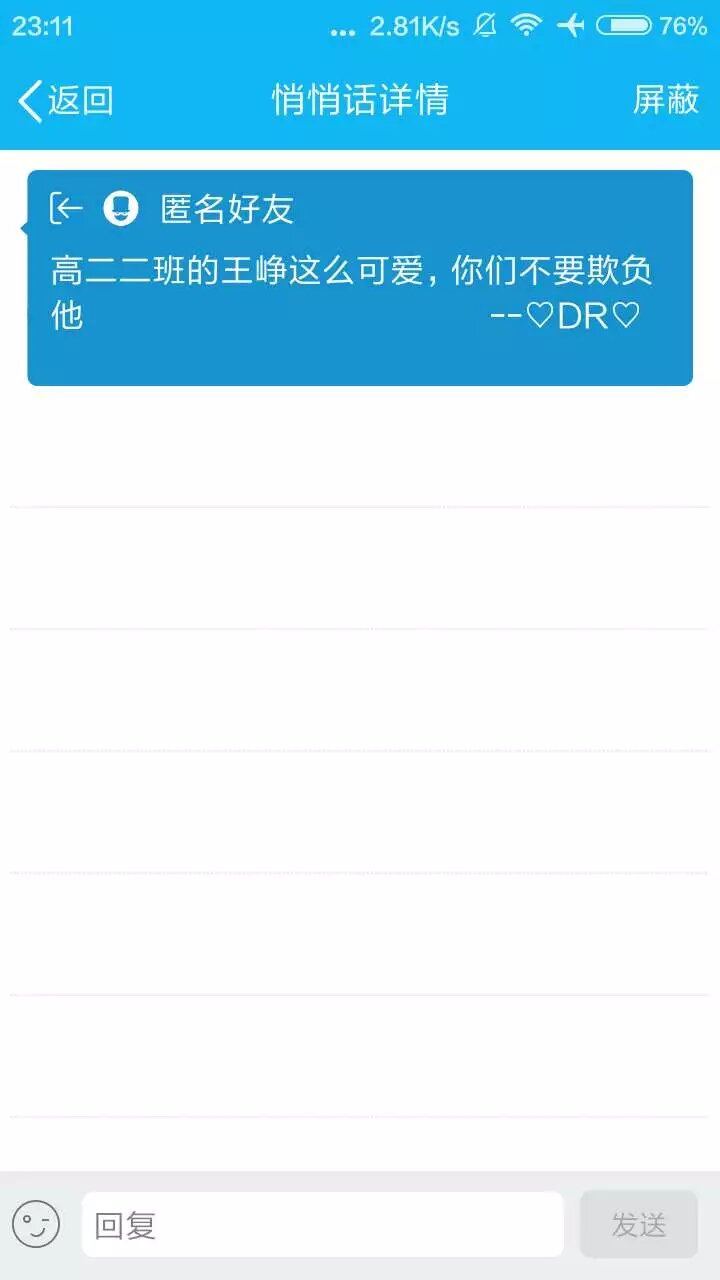 23:11 ... 2.81K/s 76%
返回 悄悄话详情 屏蔽
匿名好友
高二二班的王峥这么可爱，你们不要欺负
他 --♡DR♡
回复 发送